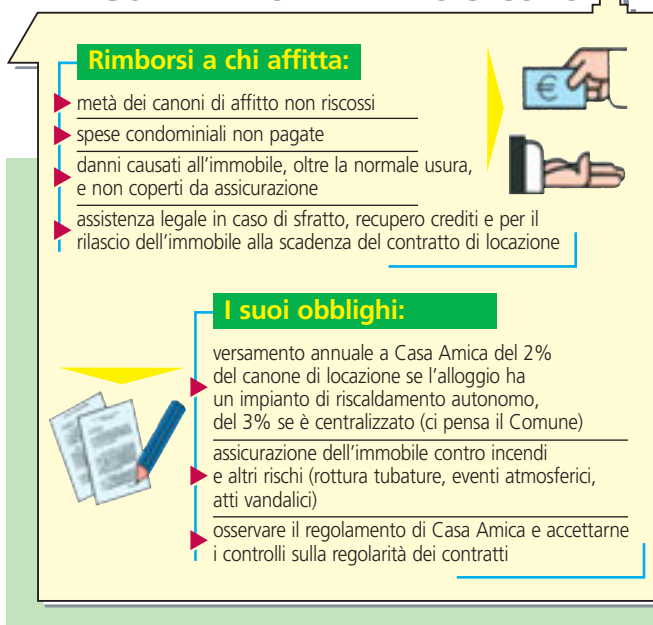 Rimborsi a chi affitta:
metà dei canoni di affitto non riscossi
spese condominiali non pagate
danni causati all'immobile, oltre la normale usura,
e non coperti da assicurazione
assistenza legale in caso di sfratto, recupero crediti e per il
rilascio dell'immobile alla scadenza del contratto di locazione
€
I suoi obblighi:
versamento annuale a Casa Amica del 2%
del canone di locazione se l'alloggio ha
un impianto di riscaldamento autonomo,
del 3% se è centralizzato (ci pensa il Comune)
assicurazione dell'immobile contro incendi
e altri rischi (rottura tubature, eventi atmosferici,
atti vandalici)
osservare il regolamento di Casa Amica e accettarne
i controlli sulla regolarità dei contratti